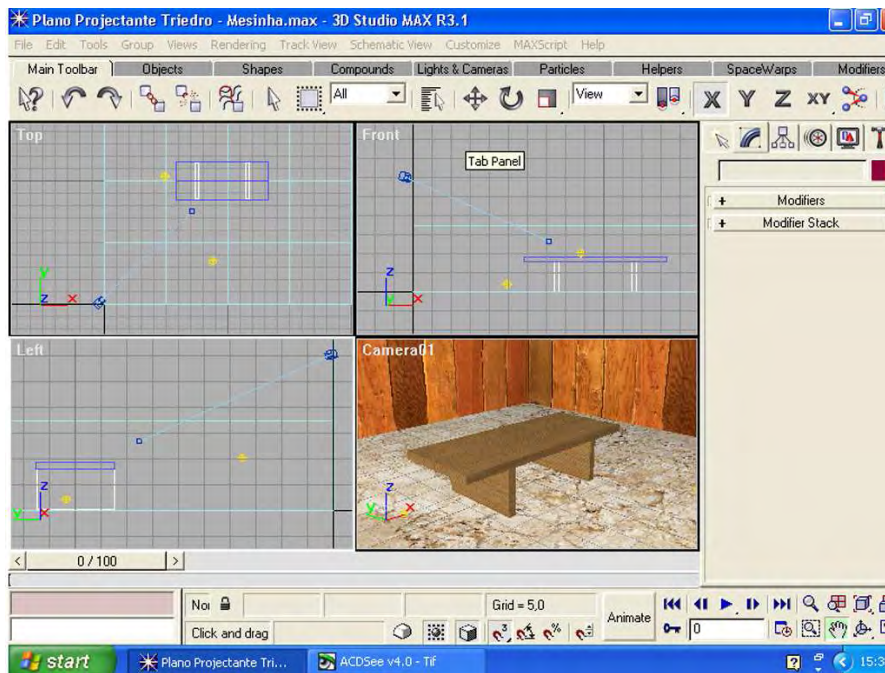 Plano Projectante Triedro - Mesinha.max - 3D Studio MAX R3.1
File Edit Tools Group Views Rendering Track View Schematic View Customize MAXScript Help
Main Toolbar Objects Shapes Compounds Lights & Cameras Particles Helpers SpaceWarps Modifiers
All View X Y Z XY
Top Front
Tab Panel
y z x z y x
Modifiers
Modifier Stack
Left Camera01
z y x z y x
0 / 100
Grid = 5,0
Animate
Click and drag
0
start Plano Projectante Tri... ACDSee v4.0 - Tif